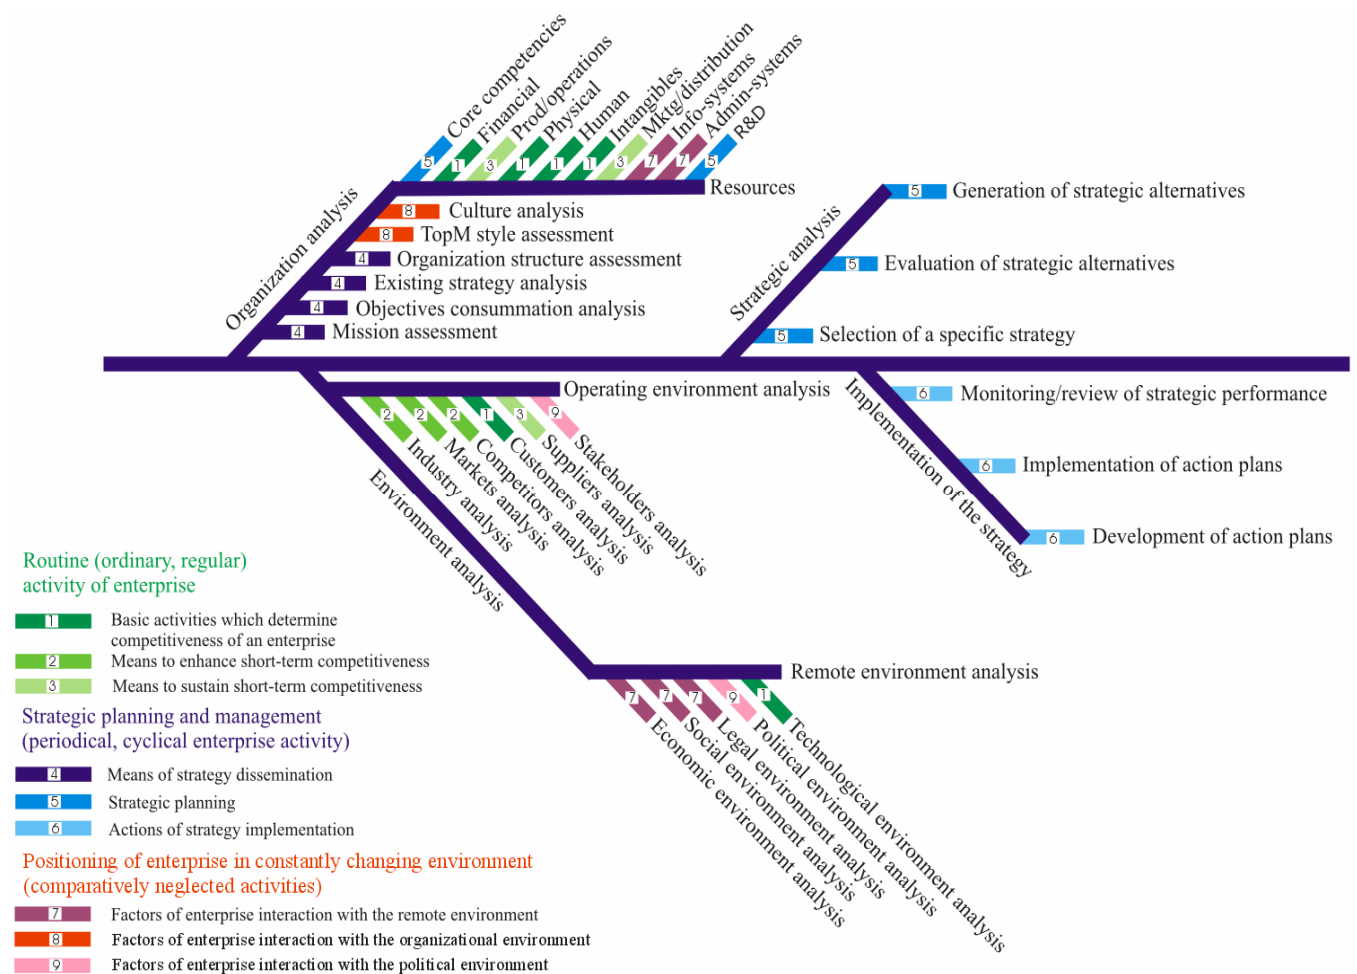 Core competencies
Financial
Prod/operations
Physical
Human
Intangibles
Mktg/distribution
Info-systems
Admin-systems
R&D
5
1
3
1
1
1
3
7
7
5
Resources
Organization analysis
8
Culture analysis
8
TopM style assessment
4
Organization structure assessment
4
Existing strategy analysis
4
Objectives consummation analysis
4
Mission assessment
Strategic analysis
5
Generation of strategic alternatives
5
Evaluation of strategic alternatives
5
Selection of a specific strategy
Operating environment analysis
2
2
2
1
3
9
Industry analysis
Markets analysis
Competitors analysis
Customers analysis
Suppliers analysis
Stakeholders analysis
Environment analysis
Implementation of the strategy
6
Monitoring/review of strategic performance
6
Implementation of action plans
6
Development of action plans
Remote environment analysis
7
7
7
9
1
Economic environment analysis
Social environment analysis
Legal environment analysis
Political environment analysis
Technological environment analysis
Routine (ordinary, regular)
activity of enterprise
1
Basic activities which determine
competitiveness of an enterprise
2
Means to enhance short-term competitiveness
3
Means to sustain short-term competitiveness
Strategic planning and management
(periodical, cyclical enterprise activity)
4
Means of strategy dissemination
5
Strategic planning
6
Actions of strategy implementation
Positioning of enterprise in constantly changing environment
(comparatively neglected activities)
7
Factors of enterprise interaction with the remote environment
8
Factors of enterprise interaction with the organizational environment
9
Factors of enterprise interaction with the political environment